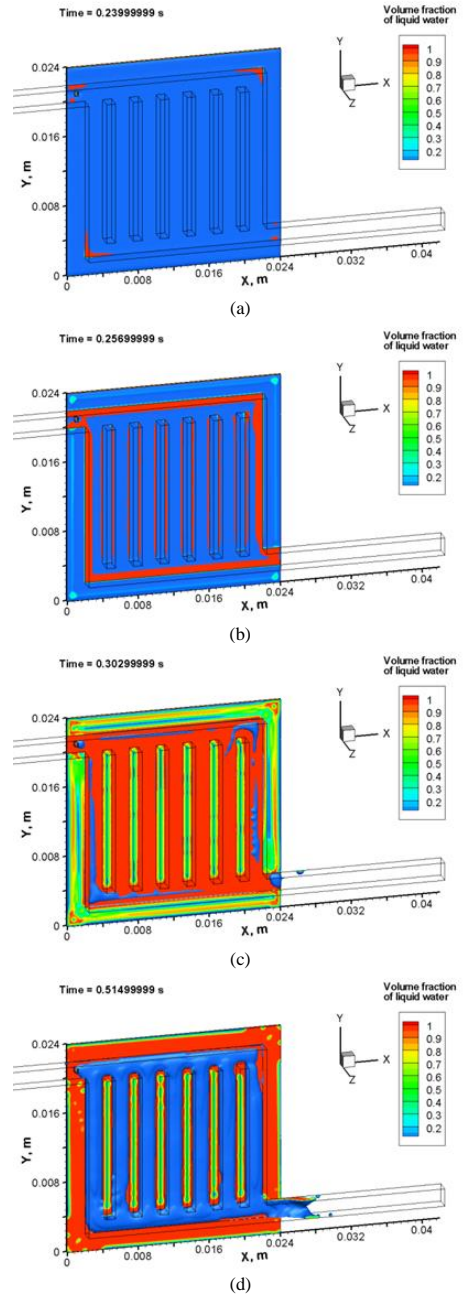 Time = 0.23999999 s
Volume fraction
of liquid water
1
0.9
0.8
0.7
0.6
0.5
0.4
0.3
0.2
Y
X
Z
0.024
0.016
0.008
0
Y, m
0
0.008
0.016
0.024
0.032
0.04
X, m
(a)
Time = 0.25699999 s
Volume fraction
of liquid water
1
0.9
0.8
0.7
0.6
0.5
0.4
0.3
0.2
Y
X
Z
0.024
0.016
0.008
0
Y, m
0
0.008
0.016
0.024
0.032
0.04
X, m
(b)
Time = 0.30299999 s
Volume fraction
of liquid water
1
0.9
0.8
0.7
0.6
0.5
0.4
0.3
0.2
Y
X
Z
0.024
0.016
0.008
0
Y, m
0
0.008
0.016
0.024
0.032
0.04
X, m
(c)
Time = 0.51499999 s
Volume fraction
of liquid water
1
0.9
0.8
0.7
0.6
0.5
0.4
0.3
0.2
Y
X
Z
0.024
0.016
0.008
0
Y, m
0
0.008
0.016
0.024
0.032
0.04
X, m
(d)